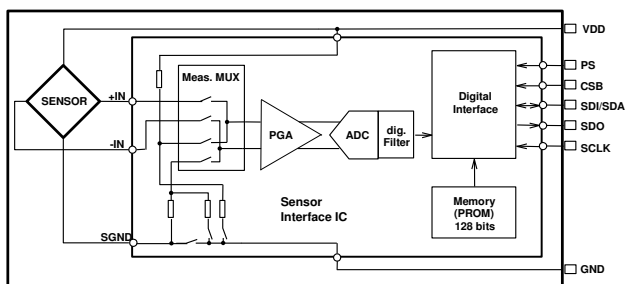 VDD
Meas. MUX
PS
SENSOR
+IN
CSB
Digital
Interface
SDI/SDA
PGA
ADC
dig.
Filter
SDO
-IN
SCLK
Sensor
Interface IC
Memory
(PROM)
128 bits
SGND
GND